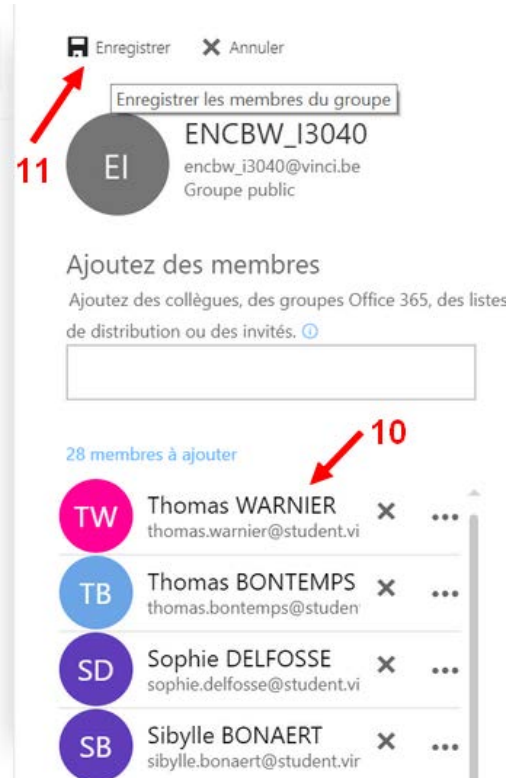 Enregistrer Annuler
Enregistrer les membres du groupe
11
EI
ENCBW_I3040
encbw_i3040@vinci.be
Groupe public
Ajoutez des membres
Ajoutez des collègues, des groupes Office 365, des listes
de distribution ou des invités.
10
28 membres à ajouter
TW
Thomas WARNIER
thomas.warnier@student.vi
TB
Thomas BONTEMPS
thomas.bontemps@studen
SD
Sophie DELFOSSE
sophie.delfosse@student.vi
SB
Sibylle BONAERT
sibylle.bonaert@student.vir